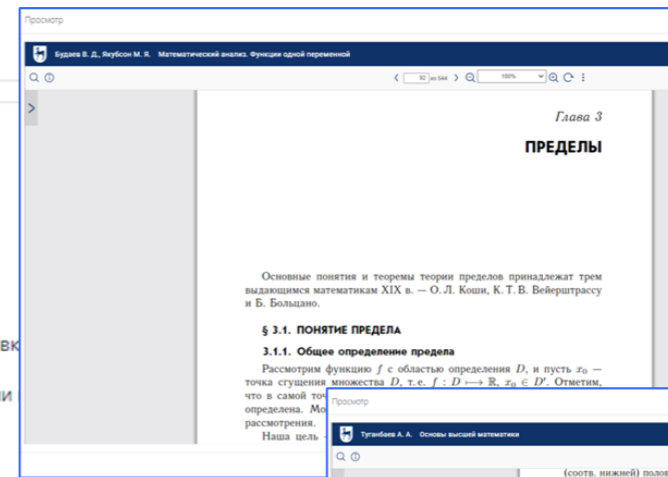 Просмотр
Будаев В. Д., Якубсон М. Я. Математический анализ. Функции одной переменной
92 из 544 100%
Глава 3
ПРЕДЕЛЫ
Основные понятия и теоремы теории пределов принадлежат трем
выдающимся математикам XIX в. — О. Л. Коши, К. Т. В. Вейерштрассу
и Б. Больцано.
§ 3.1. ПОНЯТИЕ ПРЕДЕЛА
3.1.1. Общее определение предела
Рассмотрим функцию f с областью определения D, и пусть x₀ —
точка сгущения множества D, т. е. f : D ⟼ ℝ, x₀ ∈ D′. Отметим,
что в самой точ
определена. Мо
рассмотрения.
Наша цель
вк
и
Просмотр
Туганбаев А. А. Основы высшей математики
(соотв. нижней) полов